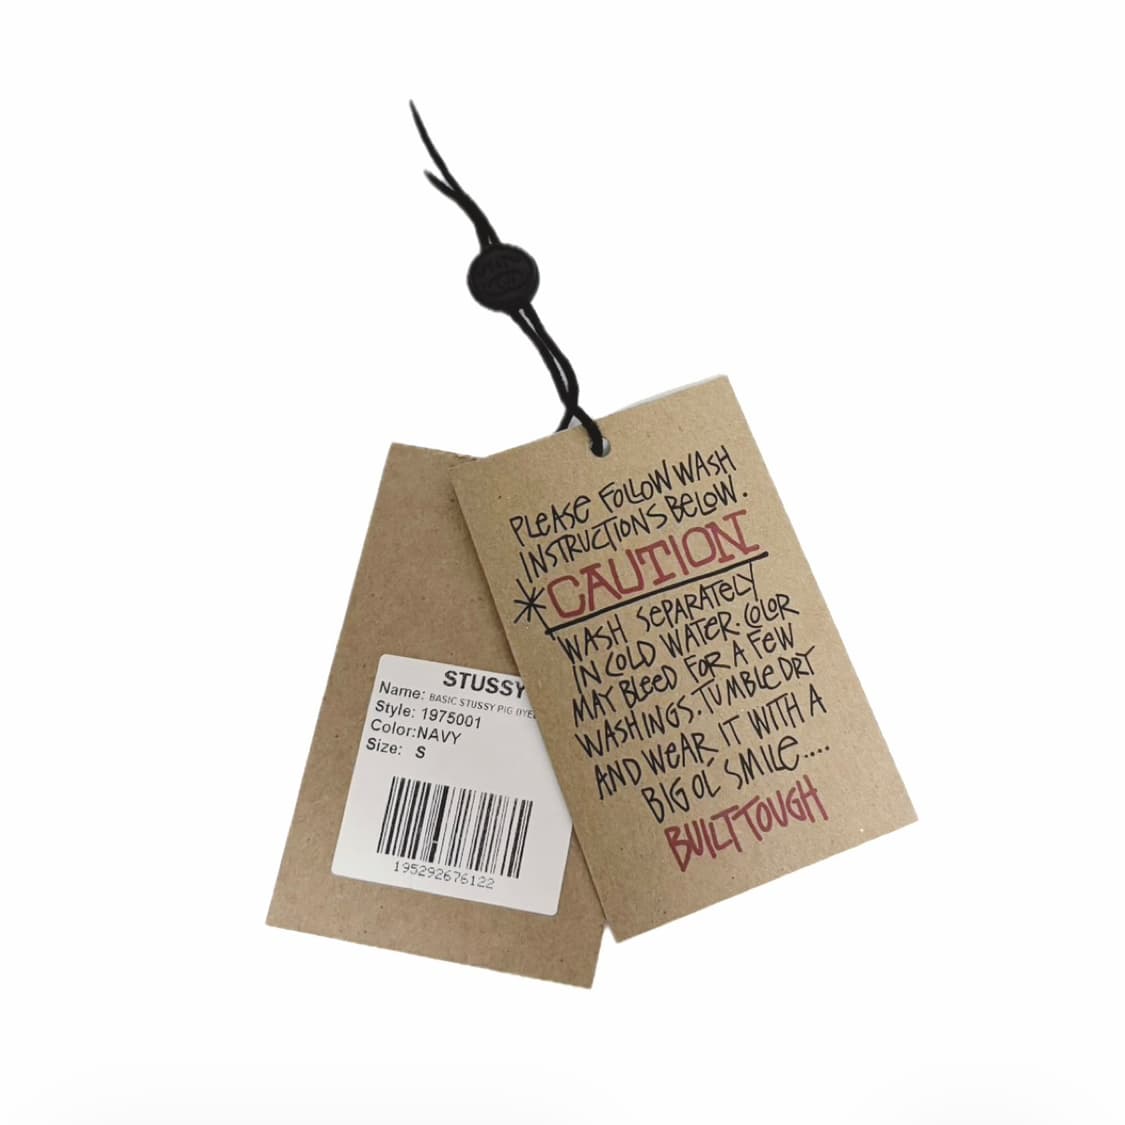 PLEASE FOLLOW WASH
INSTRUCTIONS BELOW.
*CAUTION
WASH SEPARATELY
IN COLD WATER. COLOR
MAY BLEED FOR A FEW
WASHINGS. TUMBLE DRY
AND WEAR IT WITH A
BIG OL' SMILE....
BUILT TOUGH
STUSSY
Name: BASIC STUSSY PIG DYE
Style: 1975001
Color:NAVY
Size: S
195292676122